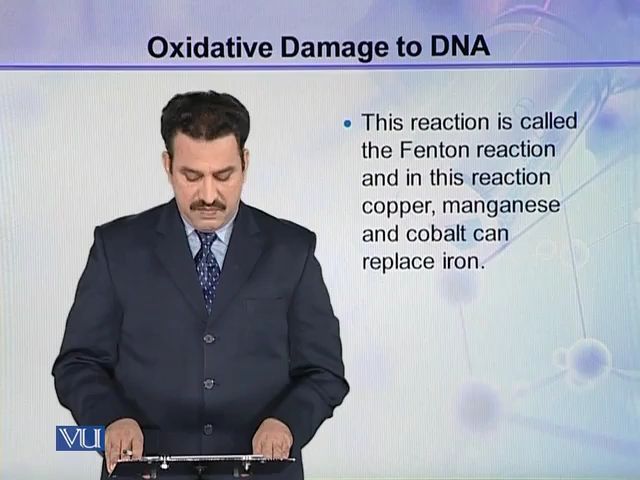 Oxidative Damage to DNA
• This reaction is called
the Fenton reaction
and in this reaction
copper, manganese
and cobalt can
replace iron.
VU